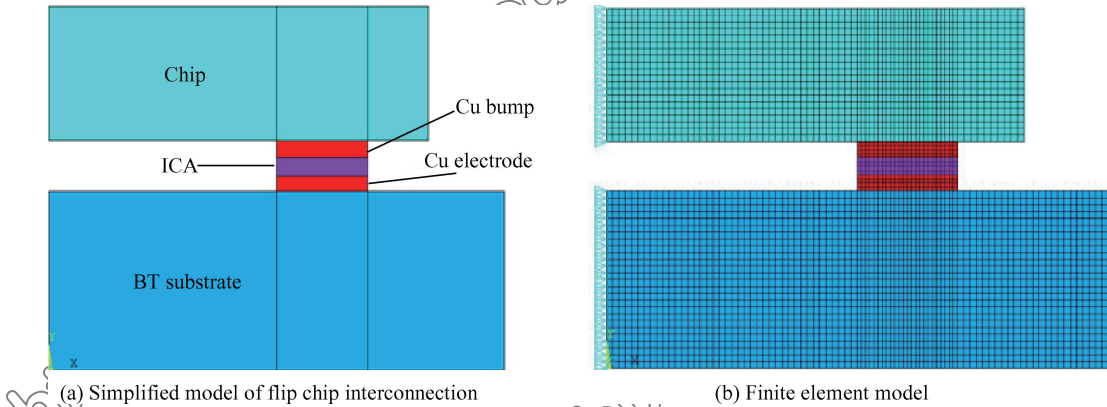 Chip
Cu bump
ICA
Cu electrode
BT substrate
Y
X
X
(a) Simplified model of flip chip interconnection
(b) Finite element model